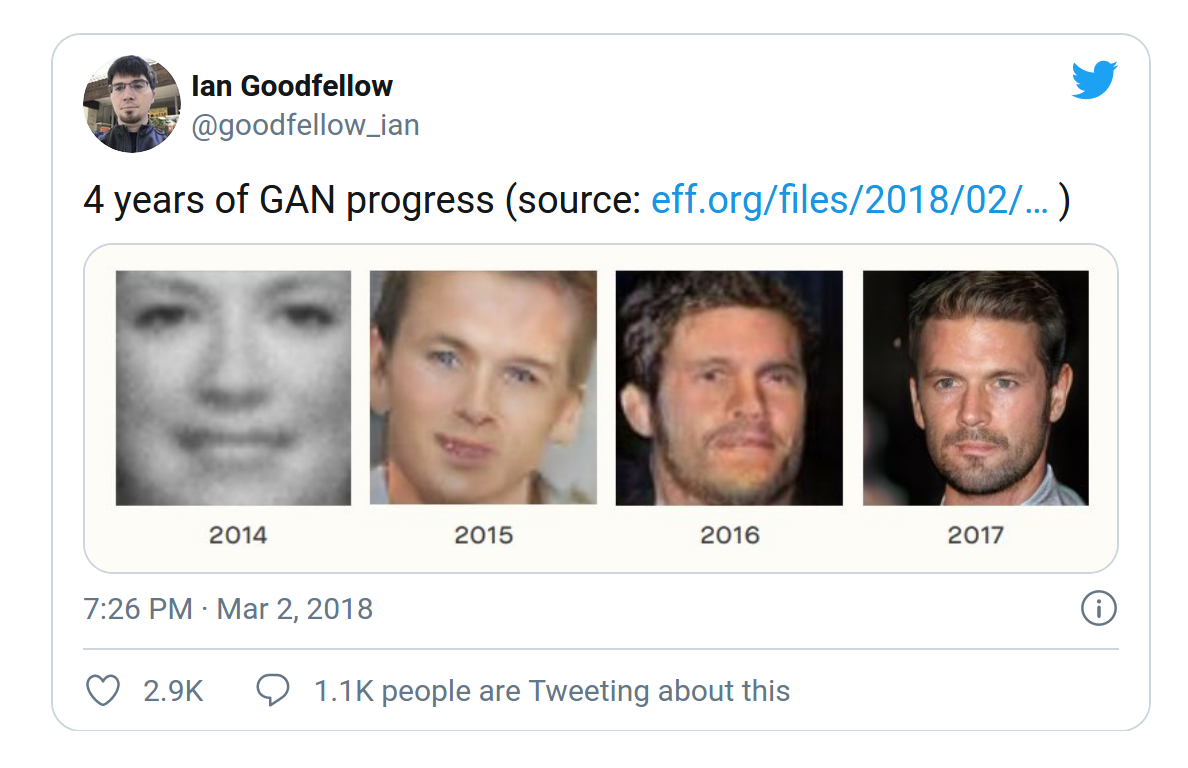 Ian Goodfellow
@goodfellow_ian
4 years of GAN progress (source: eff.org/files/2018/02/… )
2014 2015 2016 2017
7:26 PM · Mar 2, 2018
2.9K 1.1K people are Tweeting about this